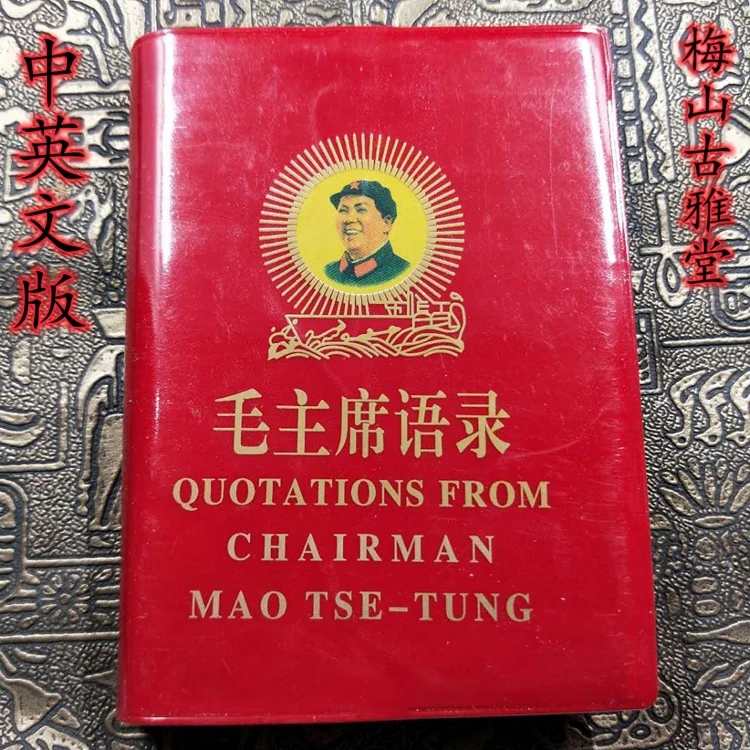 中英文版
梅山古雅堂
毛主席语录
QUOTATIONS FROM
CHAIRMAN
MAO TSE-TUNG